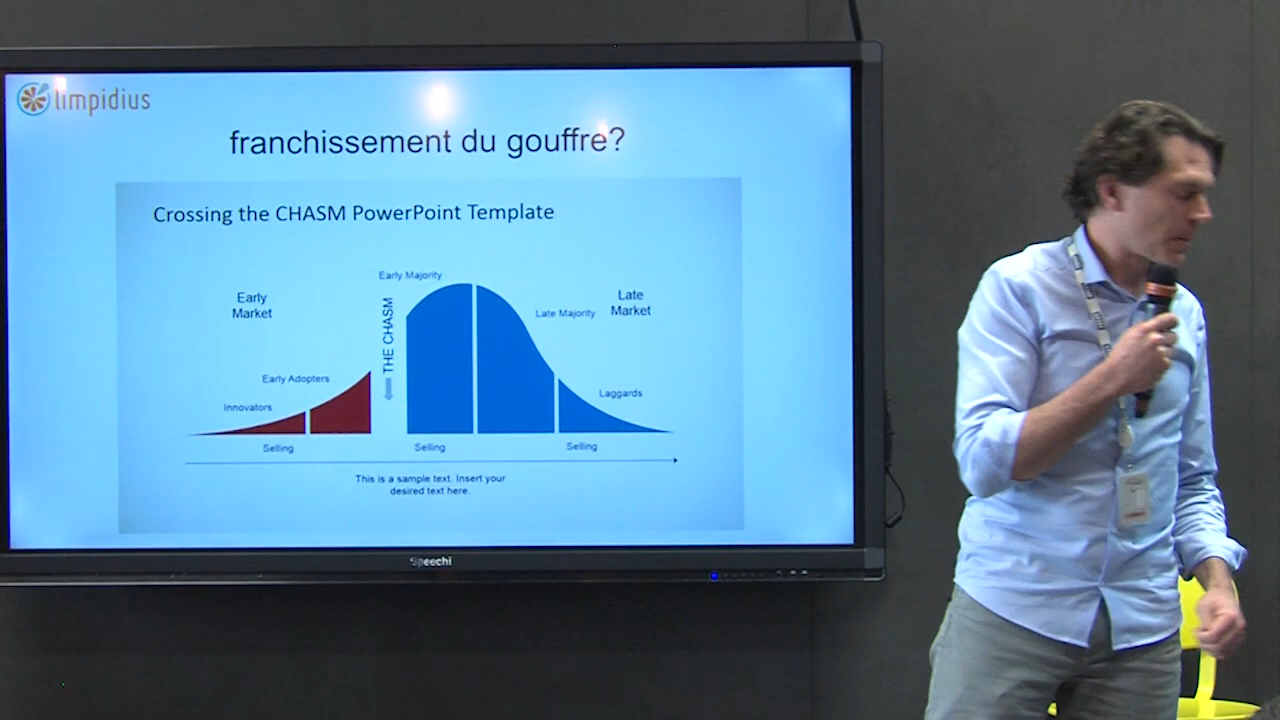 limpidius
franchissement du gouffre?
Crossing the CHASM PowerPoint Template
Early Majority
Early
Market
Late
Market
THE CHASM
Late Majority
Early Adopters
Laggards
Innovators
Selling
Selling
Selling
This is a sample text. Insert your
desired text here.
Speechi